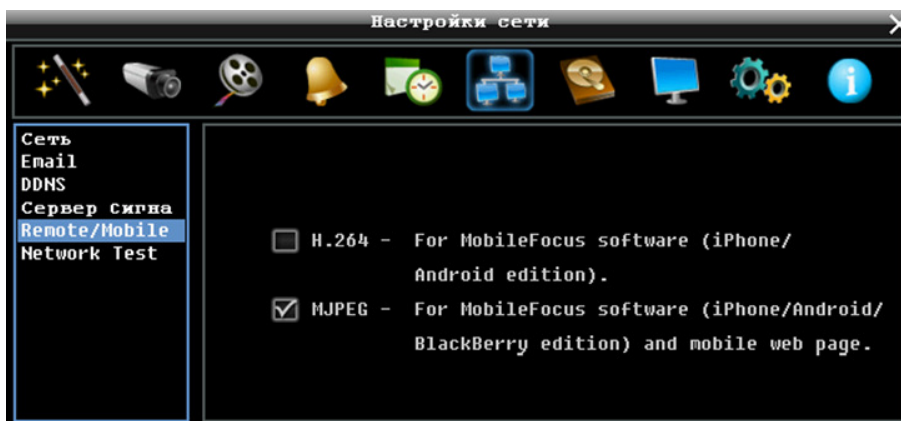 Настройки сети
Сеть
Email
DDNS
Сервер сигна
Remote/Mobile
Network Test
H.264 - For MobileFocus software (iPhone/
Android edition).
MJPEG - For MobileFocus software (iPhone/Android/
BlackBerry edition) and mobile web page.